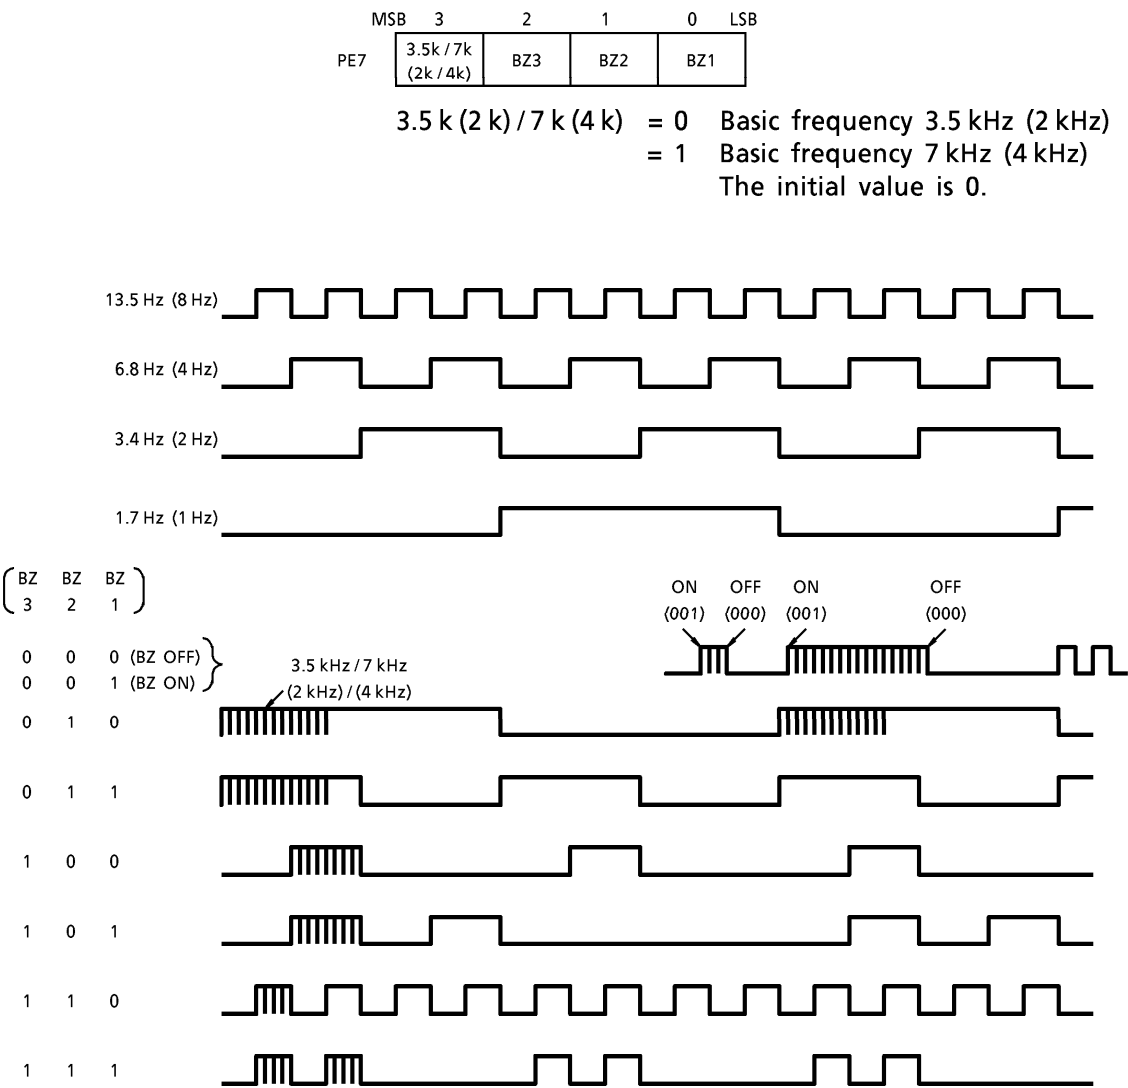 MSB 3 2 1 0 LSB
PE7 3.5k / 7k (2k / 4k) BZ3 BZ2 BZ1
3.5 k (2 k) / 7 k (4 k) = 0 Basic frequency 3.5 kHz (2 kHz)
= 1 Basic frequency 7 kHz (4 kHz)
The initial value is 0.
13.5 Hz (8 Hz)
6.8 Hz (4 Hz)
3.4 Hz (2 Hz)
1.7 Hz (1 Hz)
BZ BZ BZ
3 2 1
ON OFF ON OFF
(001) (000) (001) (000)
0 0 0 (BZ OFF)
0 0 1 (BZ ON)
3.5 kHz / 7 kHz
(2 kHz) / (4 kHz)
0 1 0
0 1 1
1 0 0
1 0 1
1 1 0
1 1 1